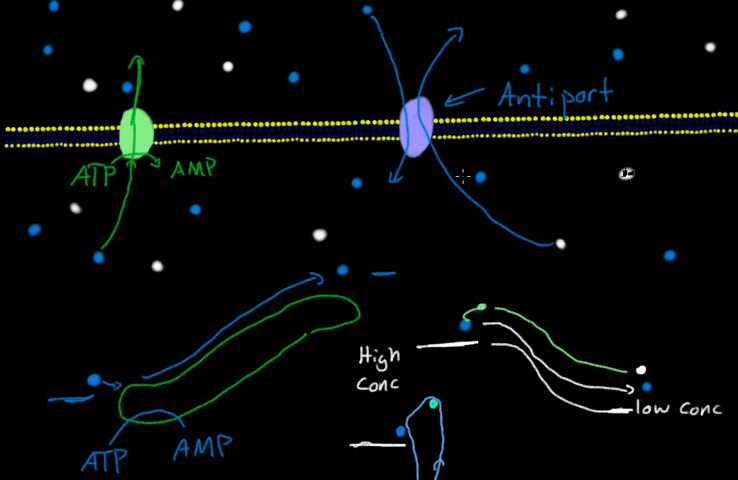 Antiport
ATP AMP
High
Conc
low Conc
ATP AMP